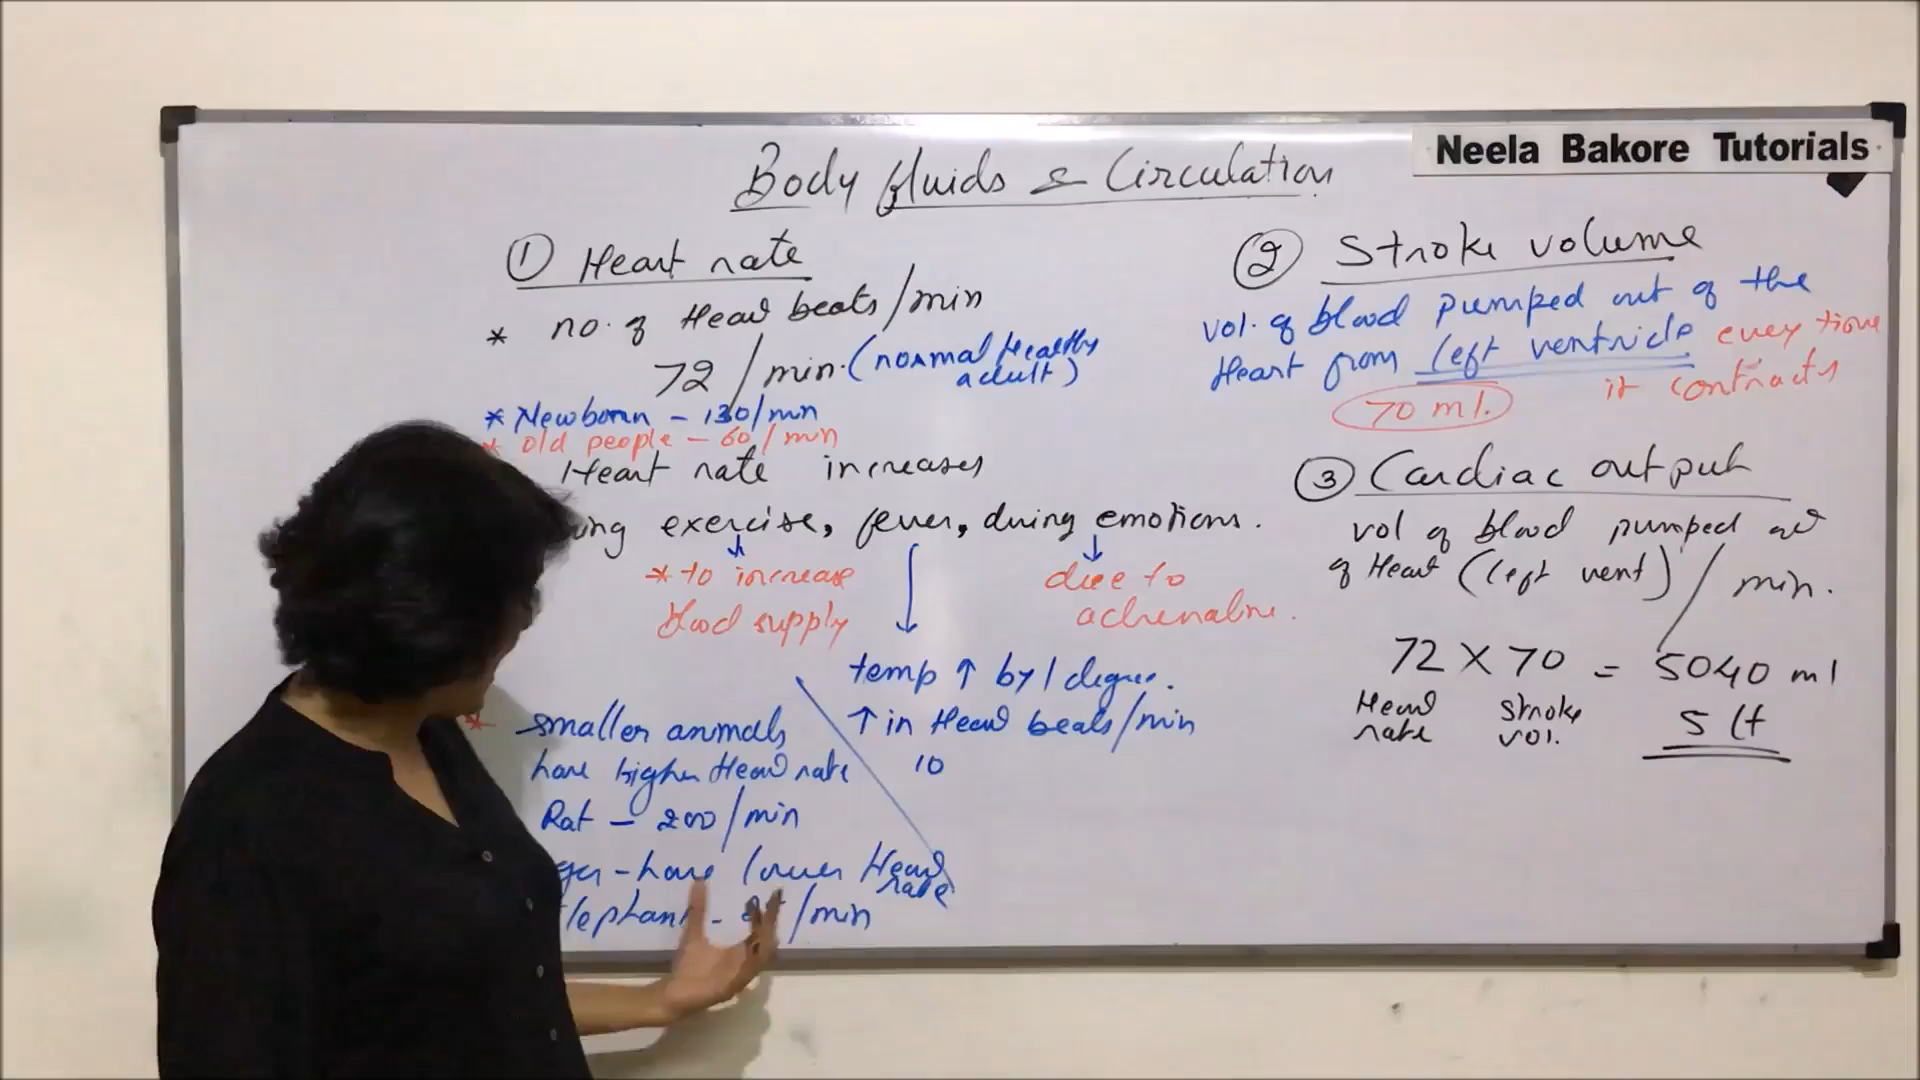 Neela Bakore Tutorials
Body fluids & Circulation
① Heart rate
* no. of Heart beats/min
72/min. (normal healthy adult)
* Newborn – 130/min
* old people – 60/min
Heart rate increases
exercise, fever, during emotions.
* to increase
blood supply
due to
adrenaline.
temp ↑ by 1 degree.
↑ in Heart beats/min
10
* smaller animals
have higher Heart rate
Rat – 200/min
have lower Heart rate
/min
② Stroke volume
vol. of blood pumped out of the
Heart from left ventricle every time
it contracts
70 ml.
③ Cardiac output
vol of blood pumped out
of Heart (left vent) / min.
72 X 70 = 5040 ml
Heart rate
Stroke vol.
5 lt